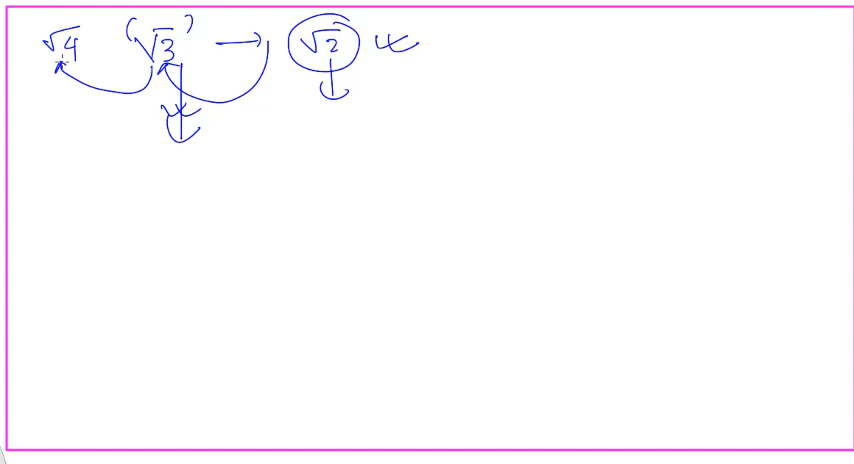 √4 (√3) → √2